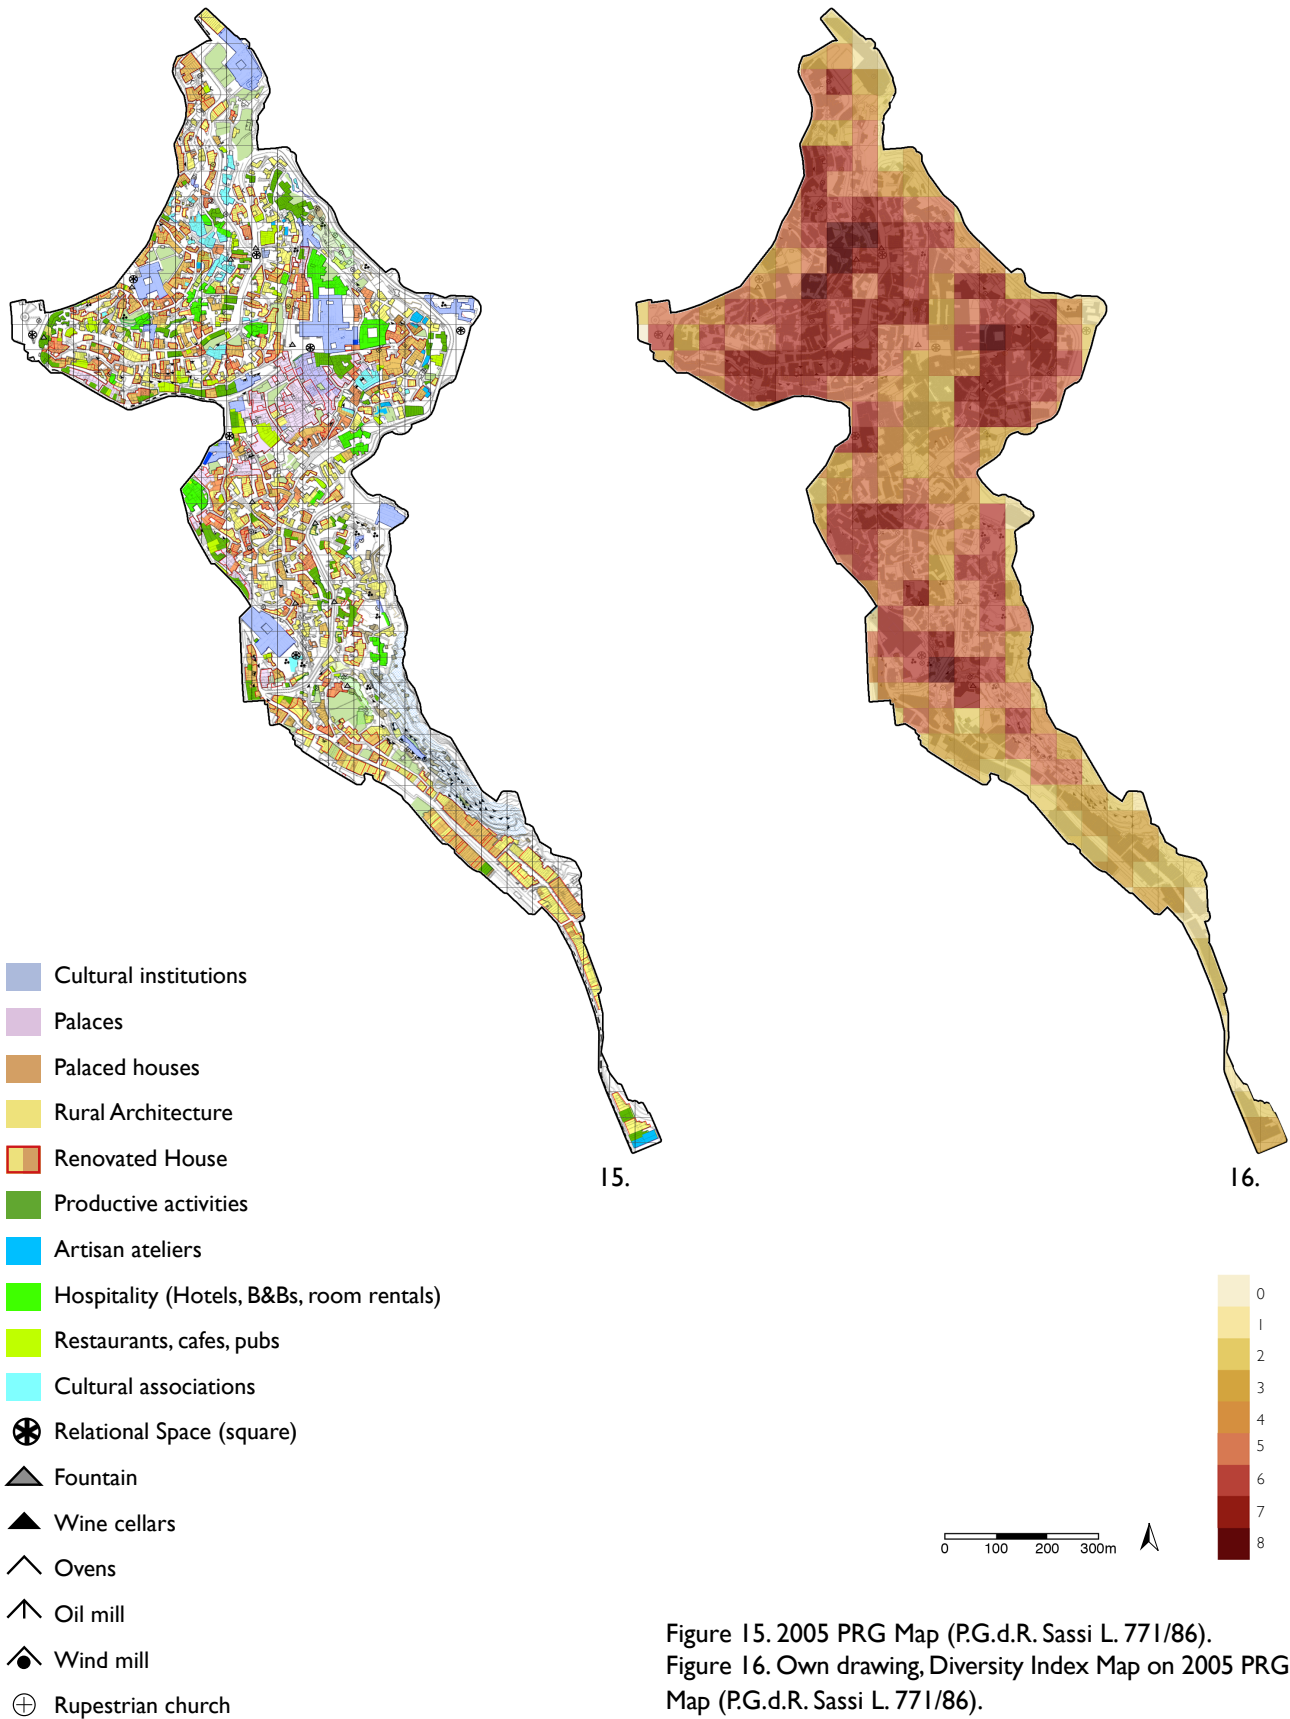 15.
16.
Cultural institutions
Palaces
Palaced houses
Rural Architecture
Renovated House
Productive activities
Artisan ateliers
Hospitality (Hotels, B&Bs, room rentals)
Restaurants, cafes, pubs
Cultural associations
Relational Space (square)
Fountain
Wine cellars
Ovens
Oil mill
Wind mill
Rupestrian church
0
1
2
3
4
5
6
7
8
0 100 200 300m
Figure 15. 2005 PRG Map (P.G.d.R. Sassi L. 771/86).
Figure 16. Own drawing, Diversity Index Map on 2005 PRG
Map (P.G.d.R. Sassi L. 771/86).